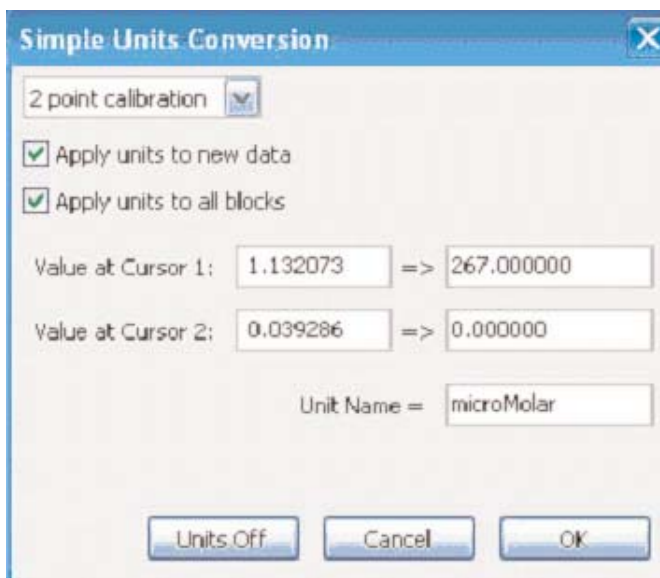 Simple Units Conversion
2 point calibration
Apply units to new data
Apply units to all blocks
Value at Cursor 1: 1.132073 => 267.000000
Value at Cursor 2: 0.039286 => 0.000000
Unit Name = microMolar
Units Off Cancel OK